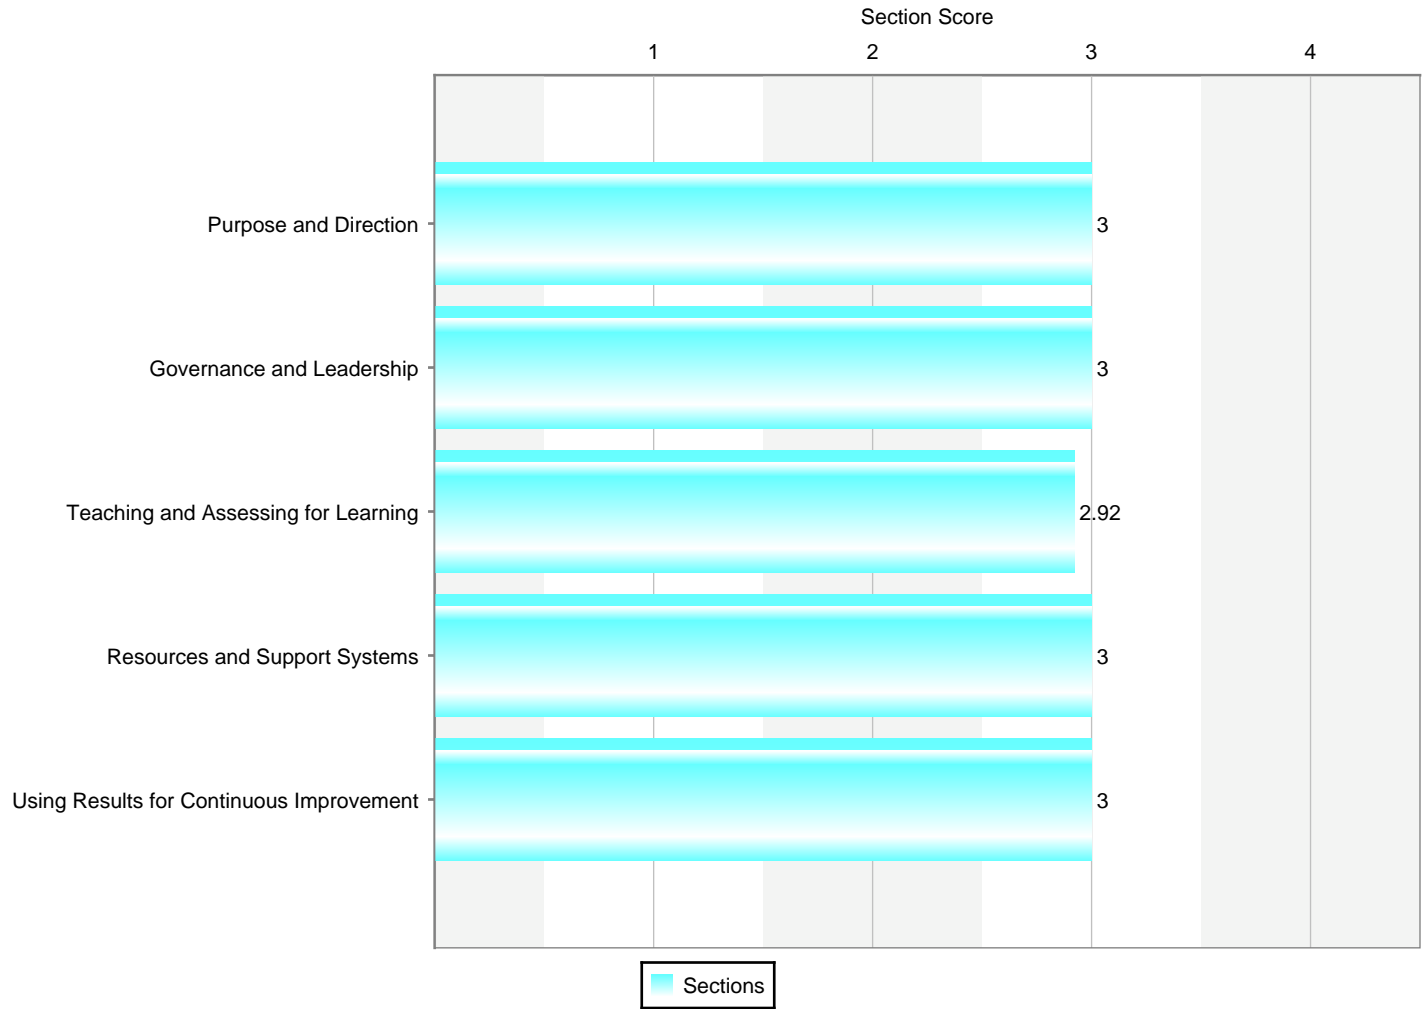 Section Score
1 2 3 4
Purpose and Direction 3
Governance and Leadership 3
Teaching and Assessing for Learning 2.92
Resources and Support Systems 3
Using Results for Continuous Improvement 3
Sections